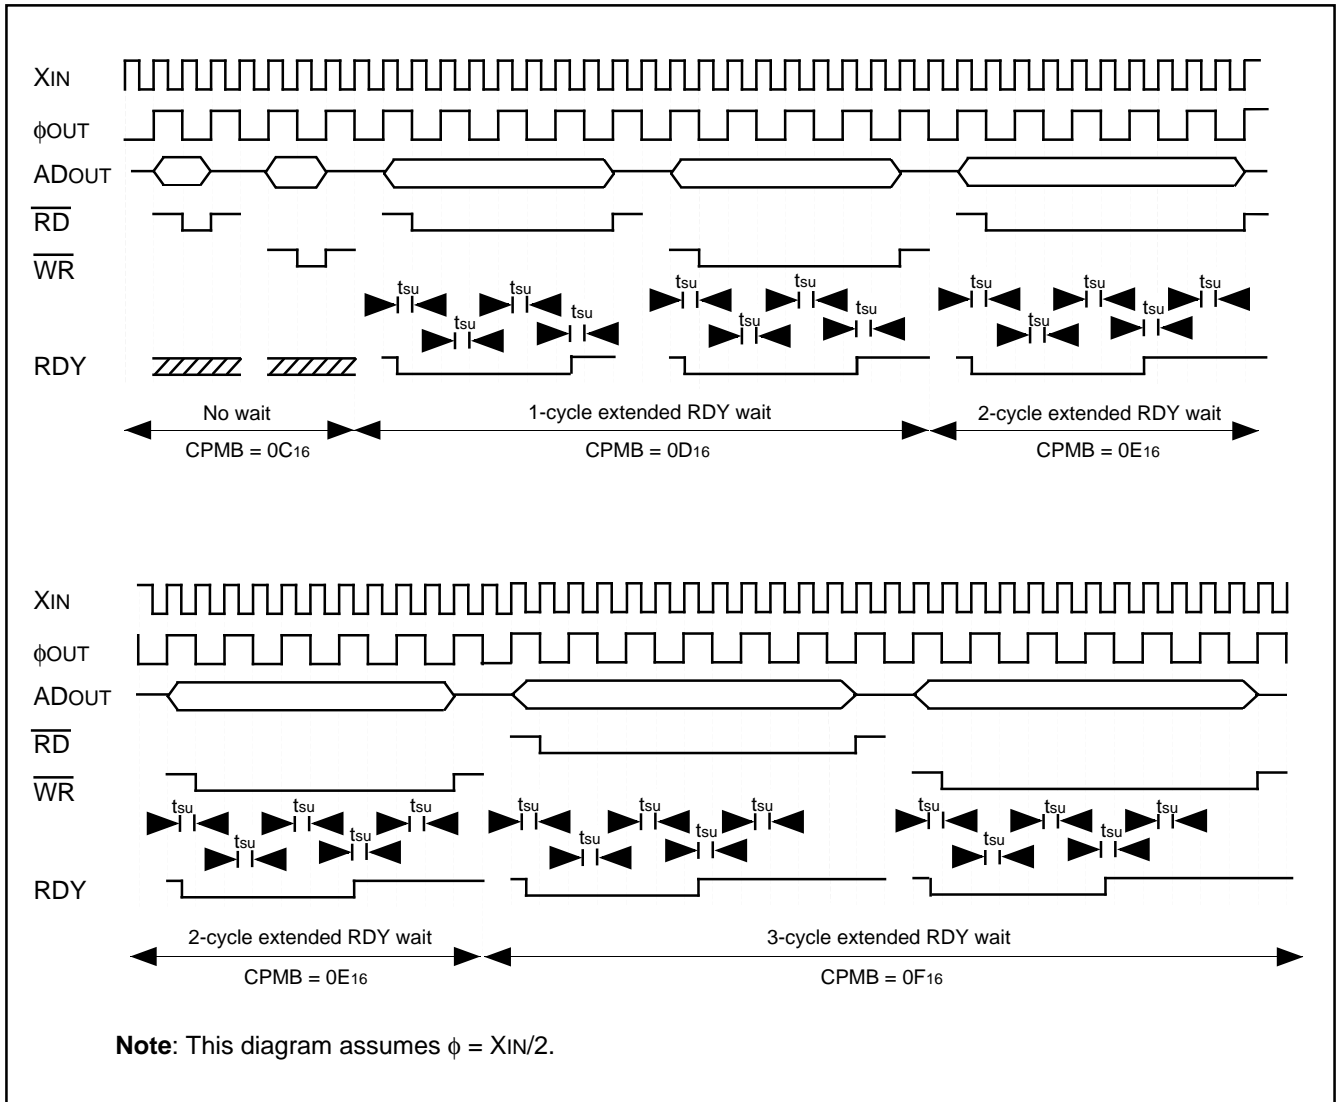 XIN
ϕOUT
ADOUT
RD
WR
tsu tsu tsu tsu tsu tsu tsu
tsu tsu tsu tsu tsu tsu
RDY
No wait 1-cycle extended RDY wait 2-cycle extended RDY wait
CPMB = 0C16 CPMB = 0D16 CPMB = 0E16
XIN
ϕOUT
ADOUT
RD
WR
tsu tsu tsu tsu tsu tsu tsu tsu tsu
tsu tsu tsu tsu tsu tsu
RDY
2-cycle extended RDY wait 3-cycle extended RDY wait
CPMB = 0E16 CPMB = 0F16
Note: This diagram assumes ϕ = XIN/2.